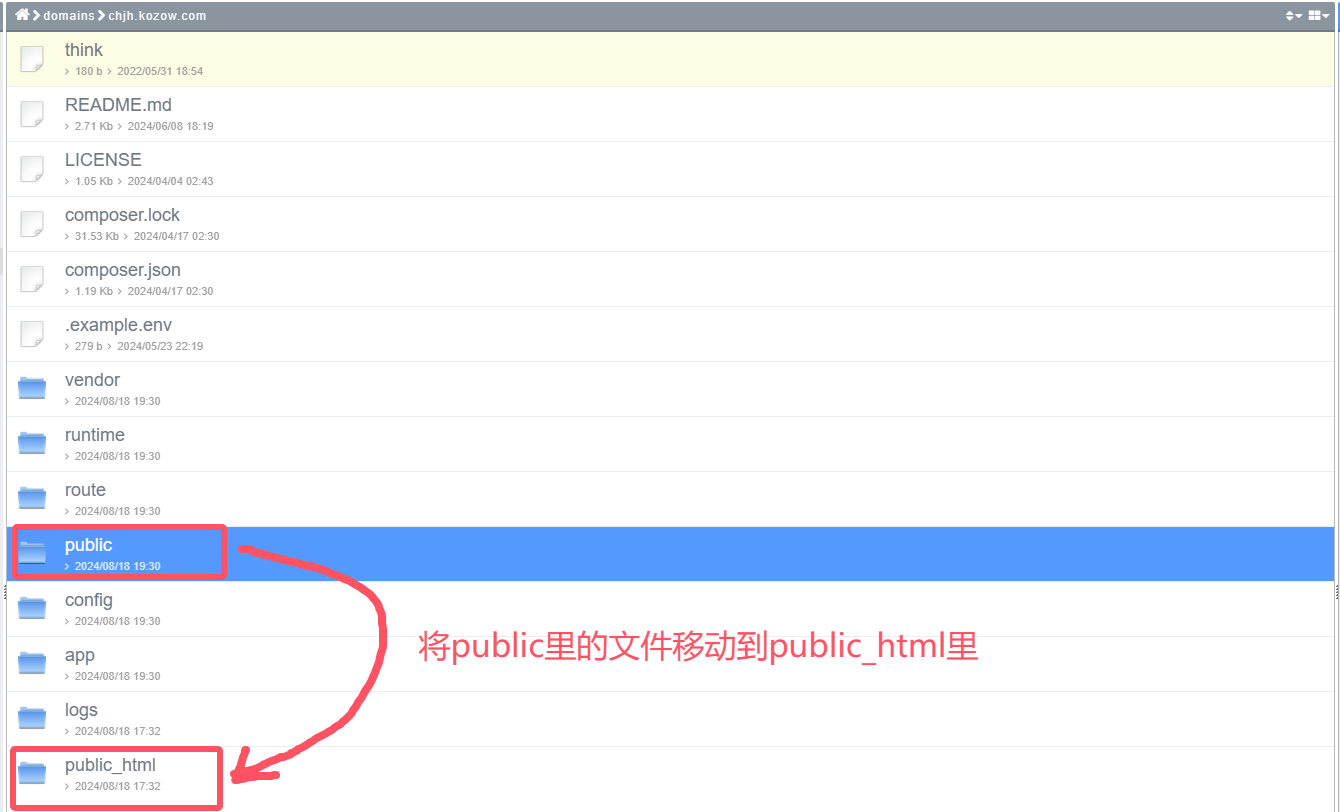 domains chjh.kozow.com
think
180 b 2022/05/31 18:54
README.md
2.71 Kb 2024/06/08 18:19
LICENSE
1.05 Kb 2024/04/04 02:43
composer.lock
31.53 Kb 2024/04/17 02:30
composer.json
1.19 Kb 2024/04/17 02:30
.example.env
279 b 2024/05/23 22:19
vendor
2024/08/18 19:30
runtime
2024/08/18 19:30
route
2024/08/18 19:30
public
2024/08/18 19:30
config
2024/08/18 19:30
将public里的文件移动到public_html里
app
2024/08/18 19:30
logs
2024/08/18 17:32
public_html
2024/08/18 17:32